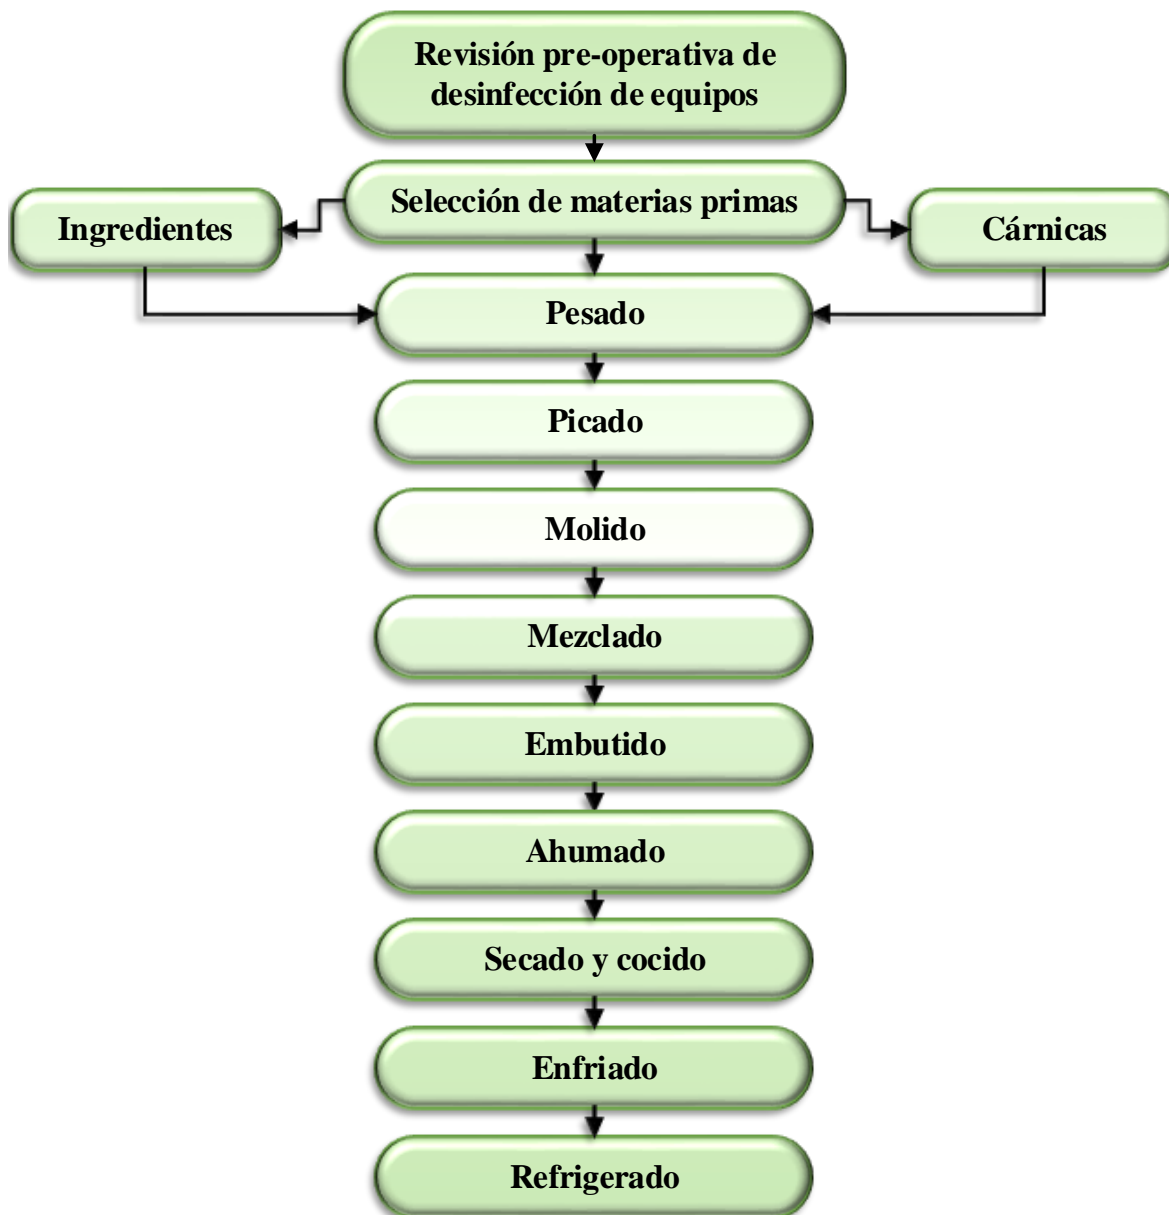 Revisión pre-operativa de
desinfección de equipos
Selección de materias primas
Ingredientes
Cárnicas
Pesado
Picado
Molido
Mezclado
Embutido
Ahumado
Secado y cocido
Enfriado
Refrigerado